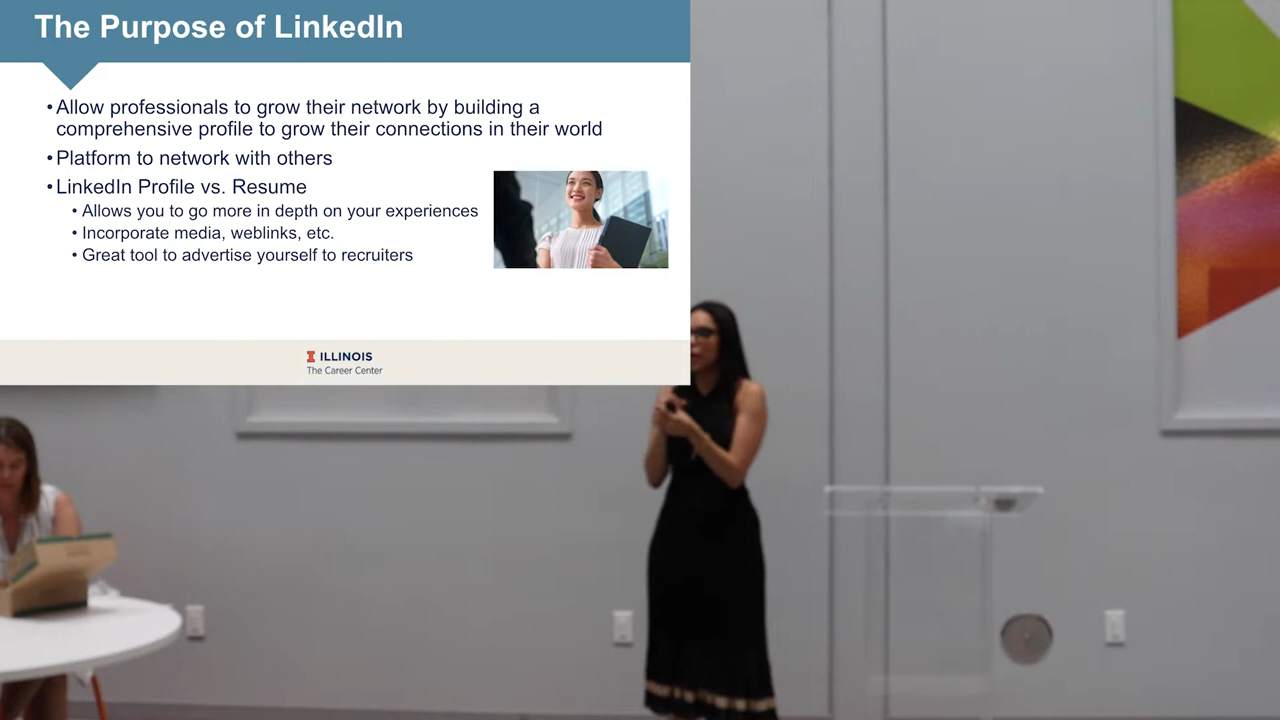 The Purpose of LinkedIn
•Allow professionals to grow their network by building a
comprehensive profile to grow their connections in their world
•Platform to network with others
•LinkedIn Profile vs. Resume
• Allows you to go more in depth on your experiences
• Incorporate media, weblinks, etc.
• Great tool to advertise yourself to recruiters
I ILLINOIS
The Career Center